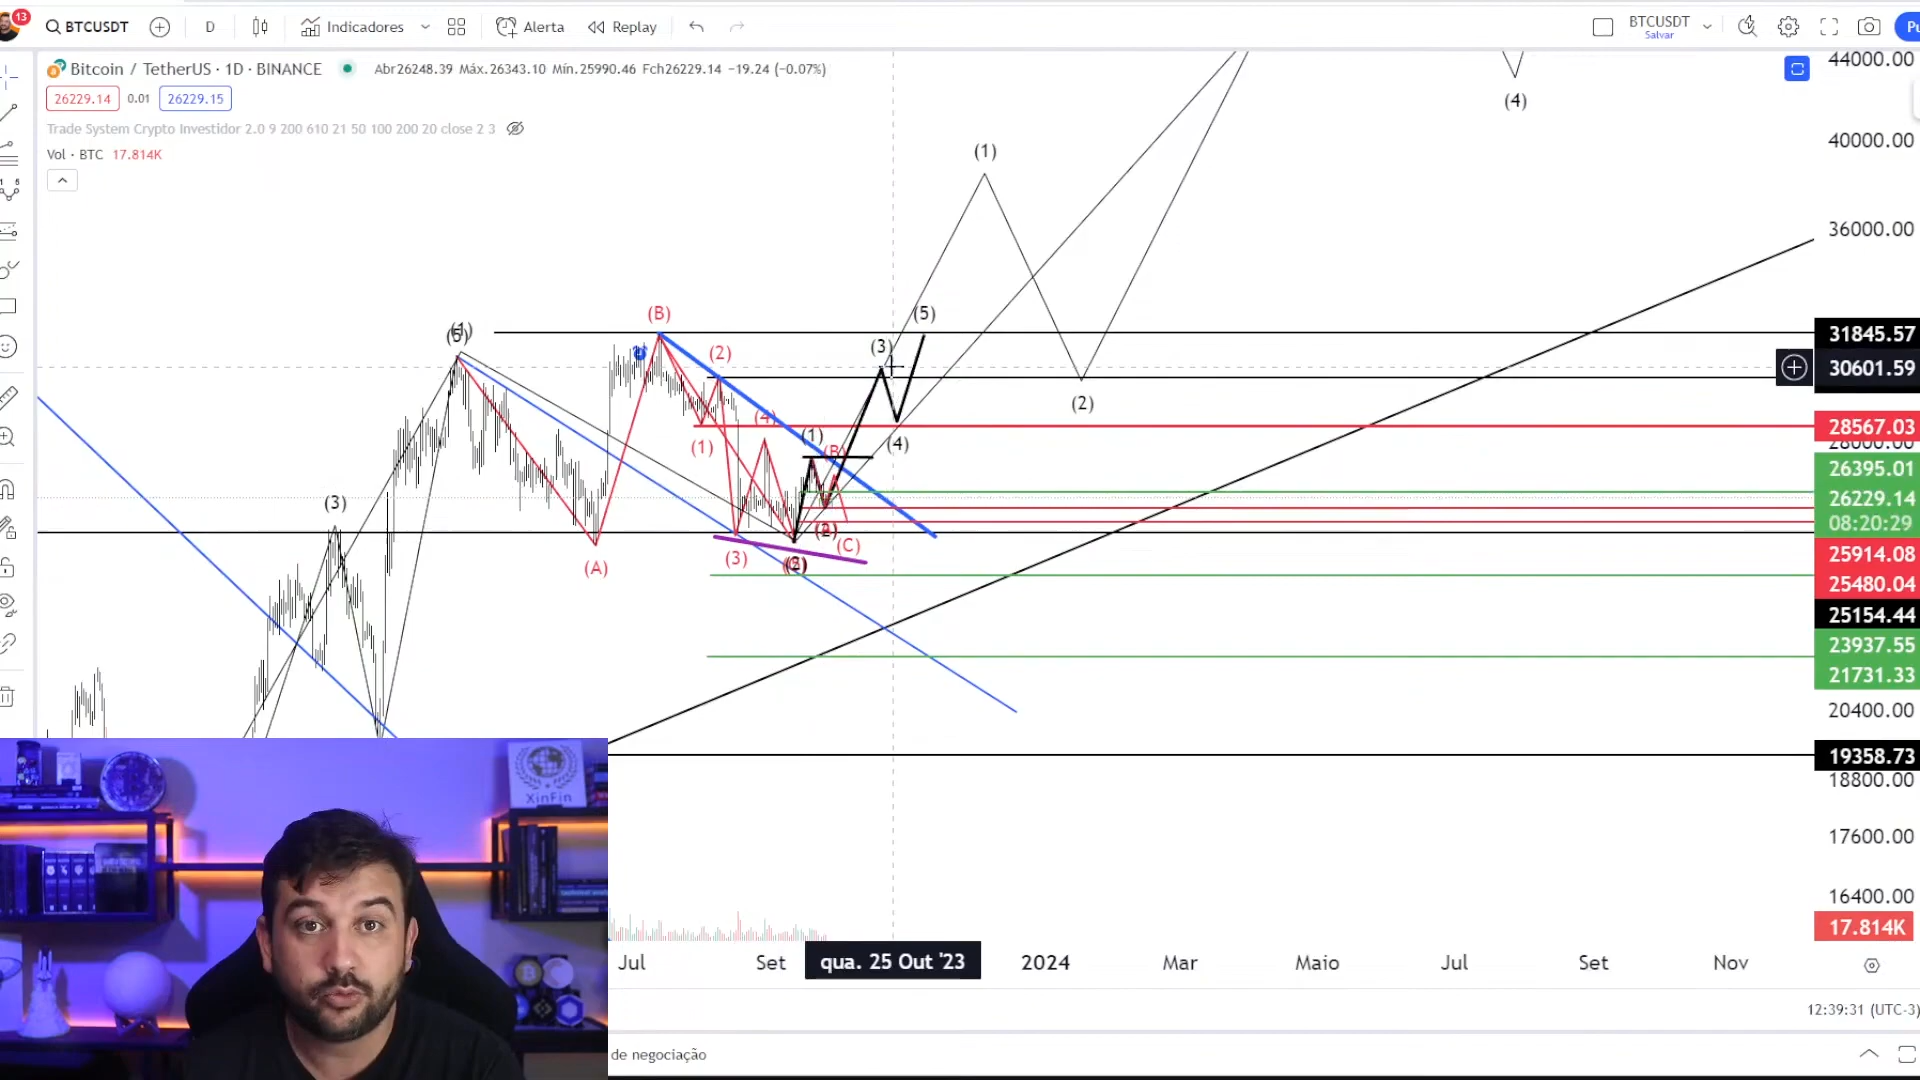 13
BTCUSDT
D
Indicadores
Alerta
Replay
BTCUSDT
Salvar
Pu
Bitcoin / TetherUS · 1D · BINANCE
Abr26248.39 Máx.26343.10 Mín.25990.46 Fch26229.14 −19.24 (−0.07%)
26229.14
0.01
26229.15
Trade System Crypto Investidor 2.0 9 200 610 21 50 100 200 20 close 2 3
Vol · BTC 17.814K
44000.00
(4)
40000.00
(1)
36000.00
(B)
(5)
31845.57
(2)
(3)
30601.59
(2)
(4)
(1)
28567.03
28000.00
(1)
(4)
(B)
26395.01
(3)
26229.14
08:20:29
(C)
(3)
(A)
25914.08
25480.04
25154.44
23937.55
21731.33
20400.00
19358.73
18800.00
17600.00
16400.00
17.814K
XinFin
Jul
Set
qua. 25 Out '23
2024
Mar
Maio
Jul
Set
Nov
12:39:31 (UTC-3)
de negociação